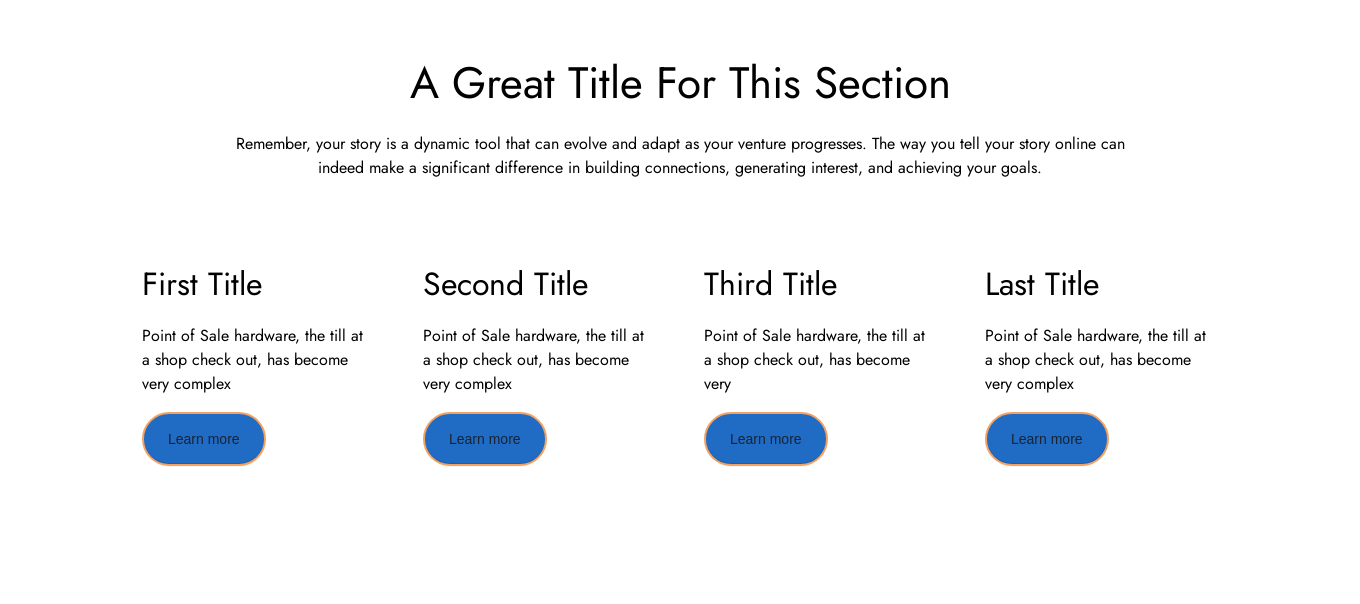 A Great Title For This Section
Remember, your story is a dynamic tool that can evolve and adapt as your venture progresses. The way you tell your story online can
indeed make a significant difference in building connections, generating interest, and achieving your goals.
First Title
Point of Sale hardware, the till at
a shop check out, has become
very complex
Learn more
Second Title
Point of Sale hardware, the till at
a shop check out, has become
very complex
Learn more
Third Title
Point of Sale hardware, the till at
a shop check out, has become
very
Learn more
Last Title
Point of Sale hardware, the till at
a shop check out, has become
very complex
Learn more